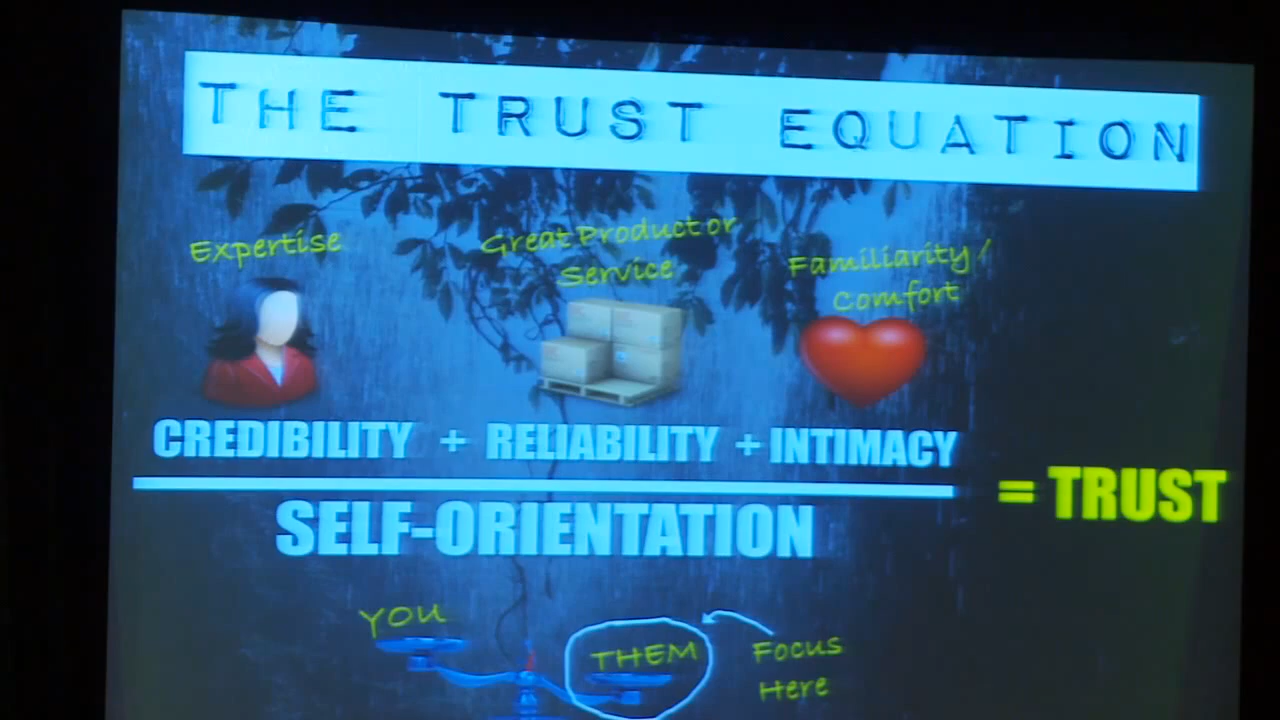 THE TRUST EQUATION
Expertise
Great Product or
Service
Familiarity /
Comfort
CREDIBILITY + RELIABILITY + INTIMACY
= TRUST
SELF-ORIENTATION
YOU
THEM
Focus
Here